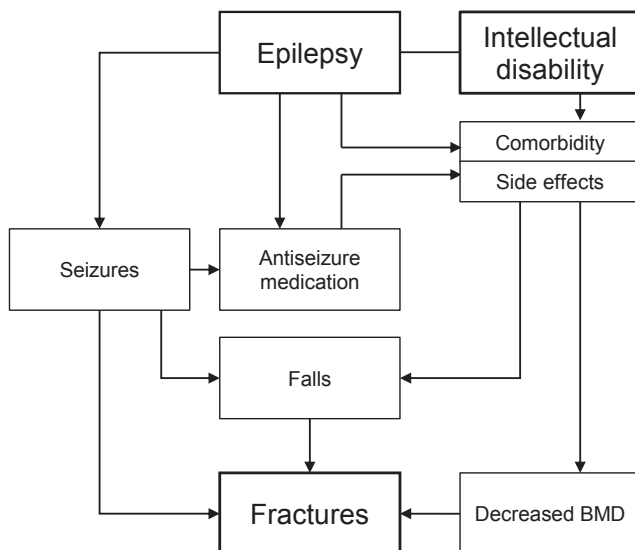 Epilepsy
Intellectual
disability
Comorbidity
Side effects
Seizures
Antiseizure
medication
Falls
Fractures
Decreased BMD